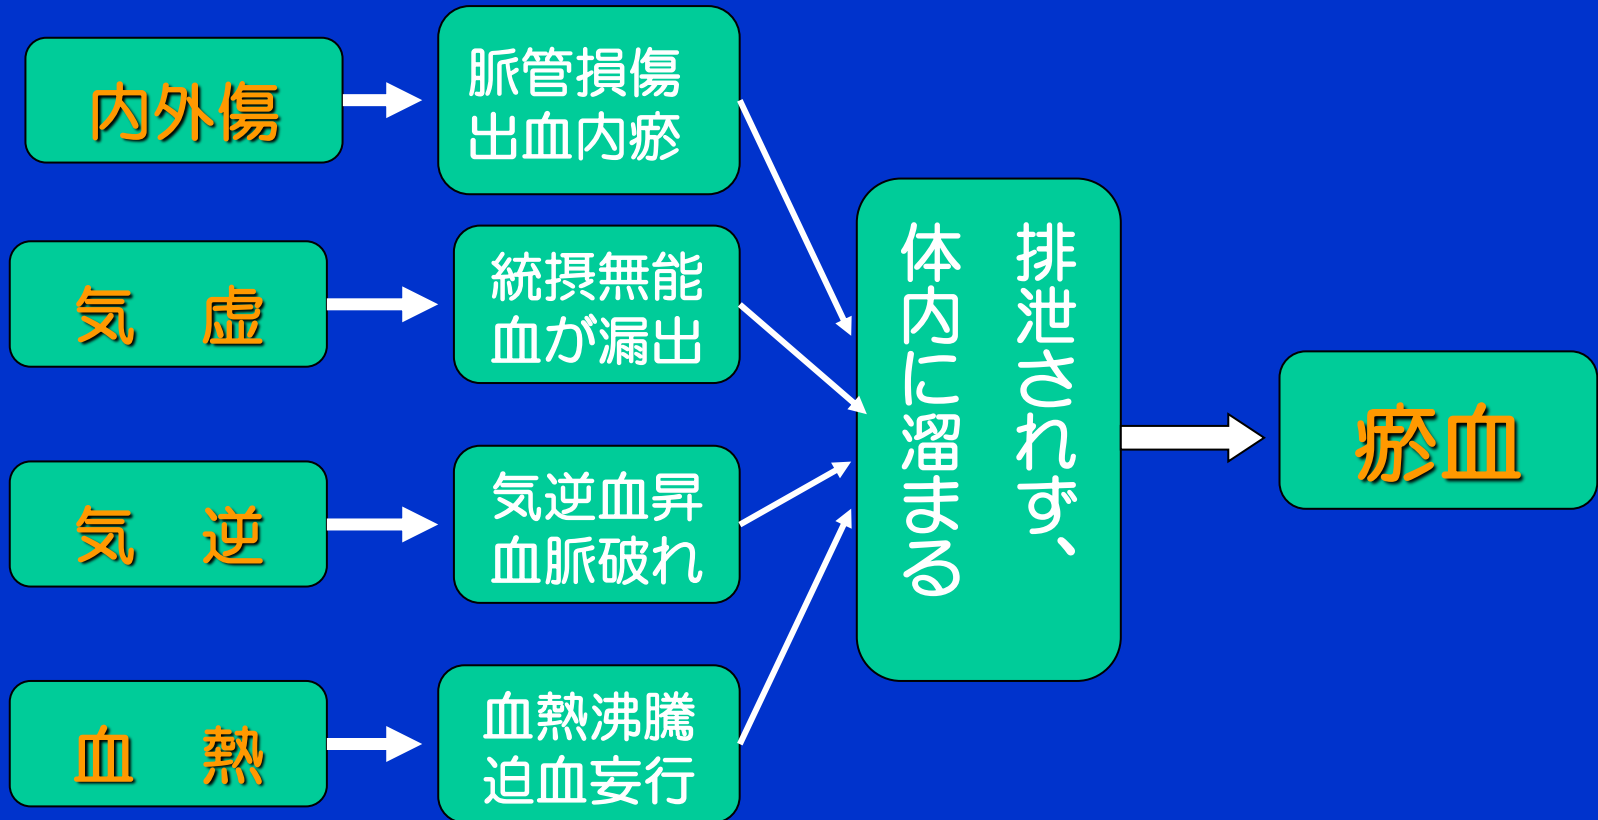 内外傷
脈管損傷
出血内瘀
気　虚
統摂無能
血が漏出
気　逆
気逆血昇
血脈破れ
血　熱
血熱沸騰
迫血妄行
排泄されず、
体内に溜まる
瘀血